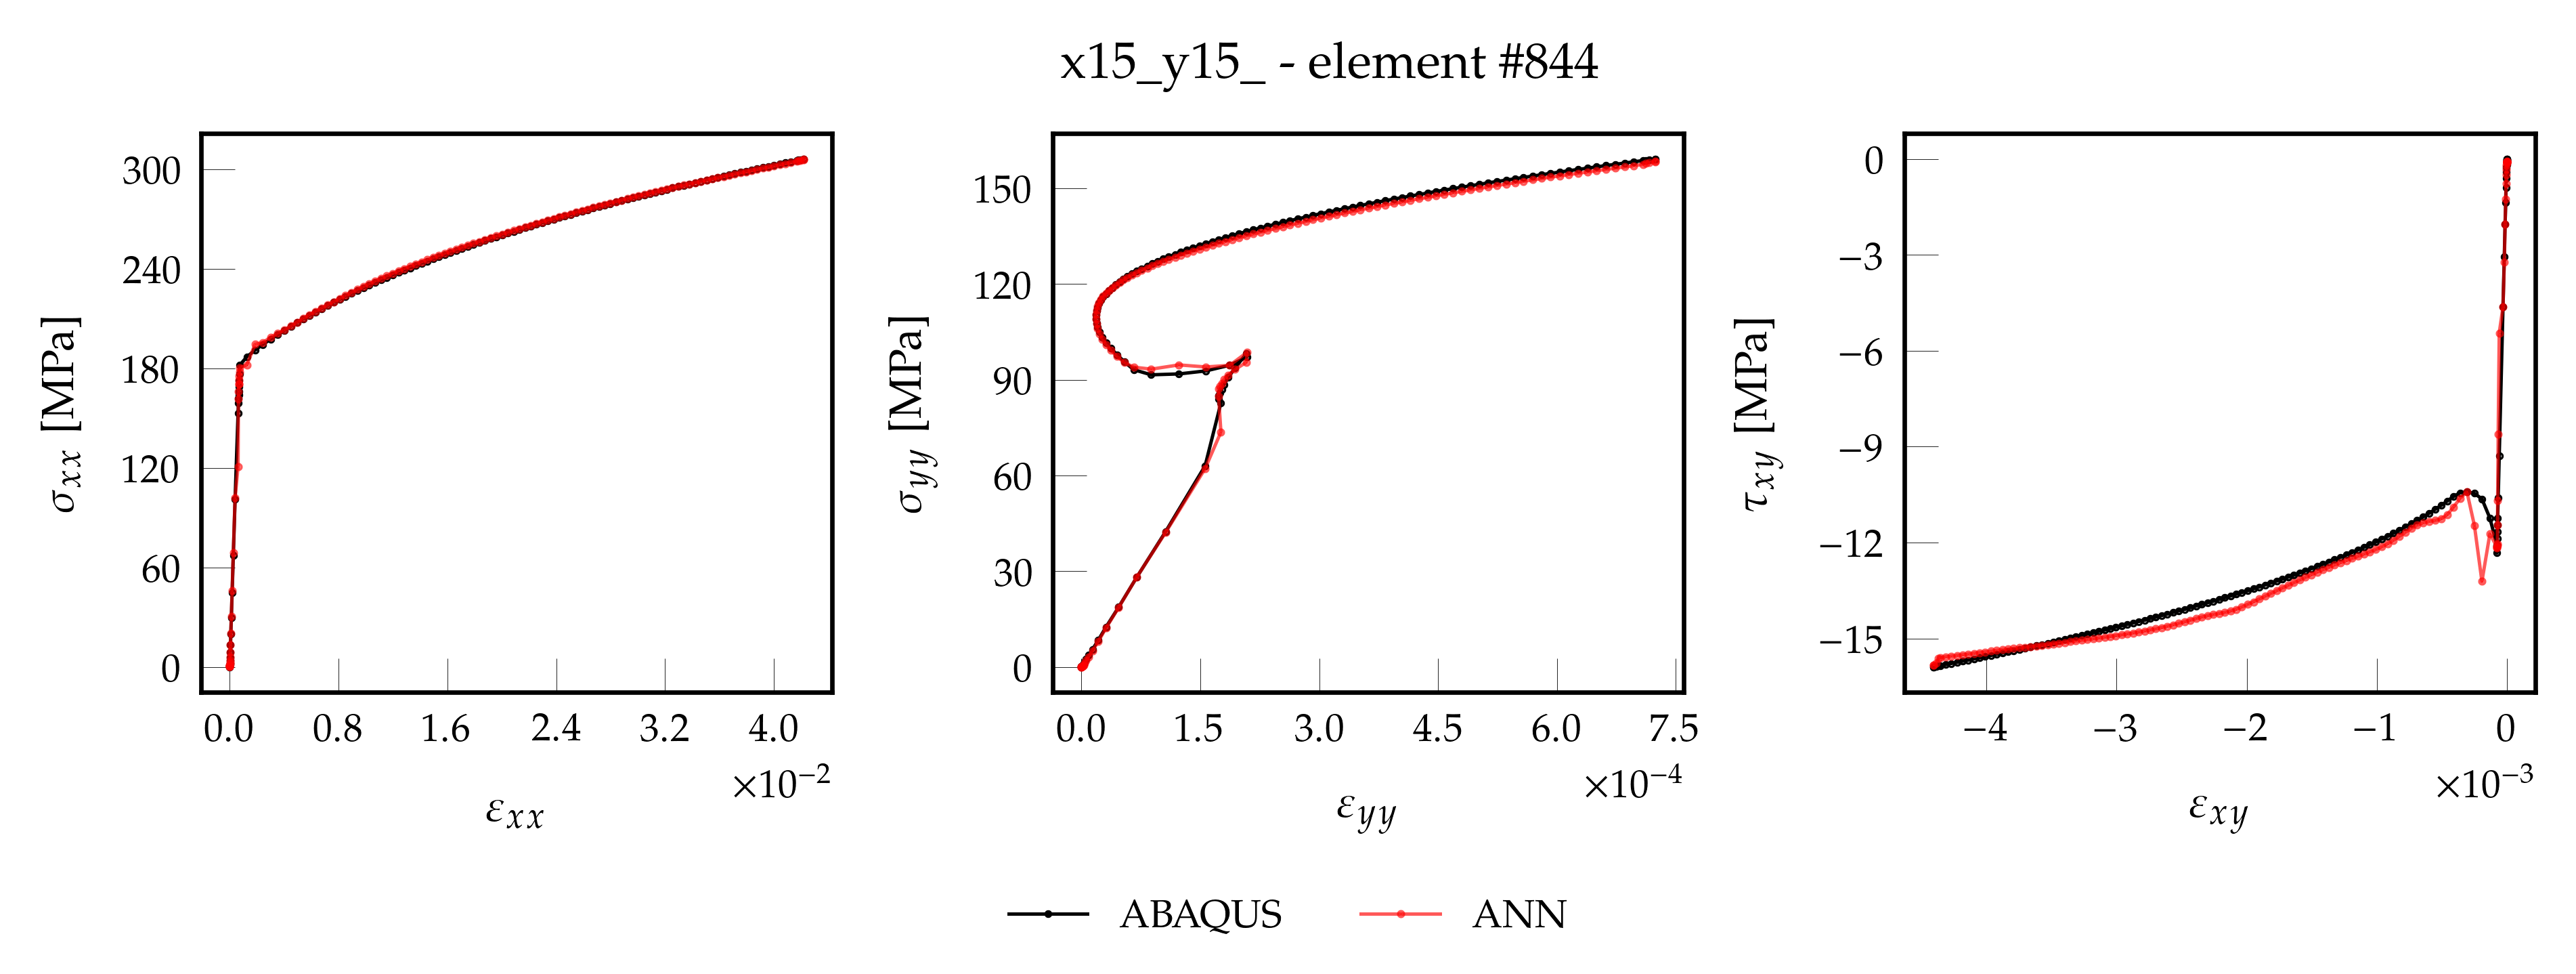 x15_y15_ - element #844
σxx [MPa]
300
240
180
120
60
0
0.0 0.8 1.6 2.4 3.2 4.0
×10⁻²
εxx
σyy [MPa]
150
120
90
60
30
0
0.0 1.5 3.0 4.5 6.0 7.5
×10⁻⁴
εyy
τxy [MPa]
0
−3
−6
−9
−12
−15
−4 −3 −2 −1 0
×10⁻³
εxy
ABAQUS ANN